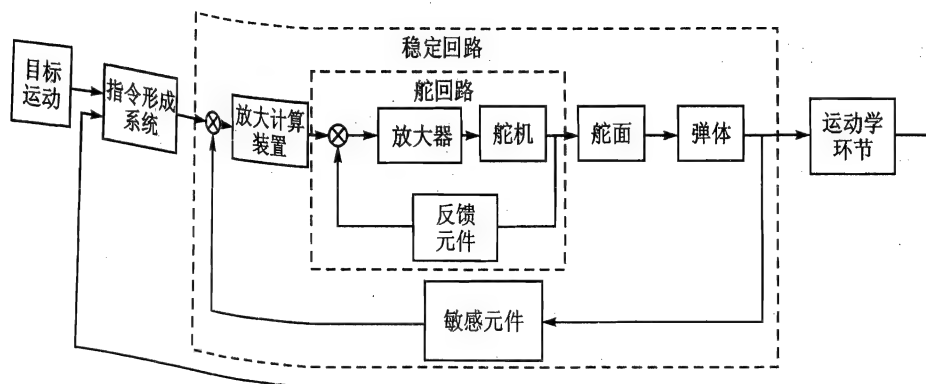 稳定回路
目标
运动
指令形成
系统
舵回路
放大计算
装置
放大器
舵机
舵面
弹体
运动学
环节
反馈
元件
敏感元件